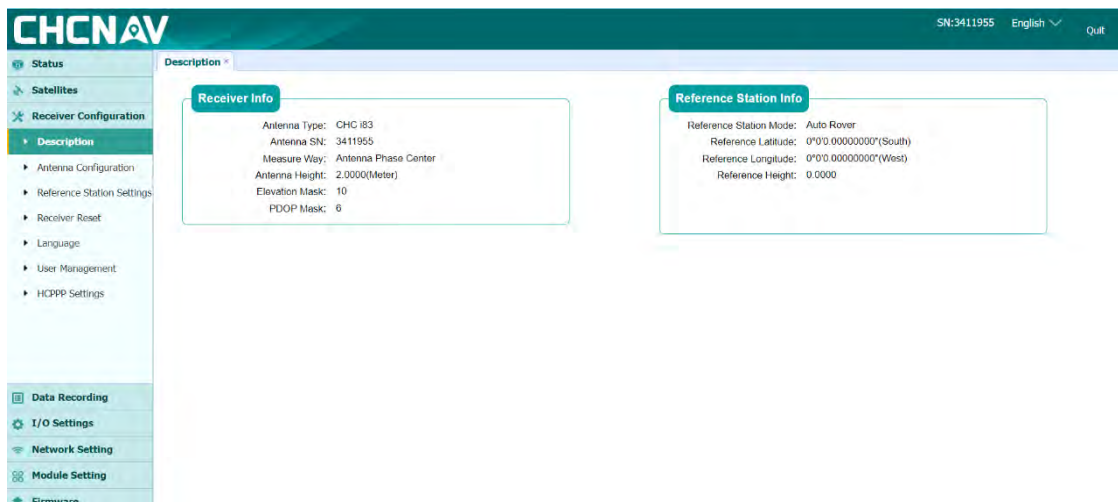 CHCNAV
SN:3411955 English Quit
Status
Satellites
Receiver Configuration
Description
Antenna Configuration
Reference Station Settings
Receiver Reset
Language
User Management
HCPPP Settings
Data Recording
I/O Settings
Network Setting
Module Setting
Firmware
Description ×
Receiver Info
Antenna Type: CHC i83
Antenna SN: 3411955
Measure Way: Antenna Phase Center
Antenna Height: 2.0000(Meter)
Elevation Mask: 10
PDOP Mask: 6
Reference Station Info
Reference Station Mode: Auto Rover
Reference Latitude: 0°0'0.00000000"(South)
Reference Longitude: 0°0'0.00000000"(West)
Reference Height: 0.0000